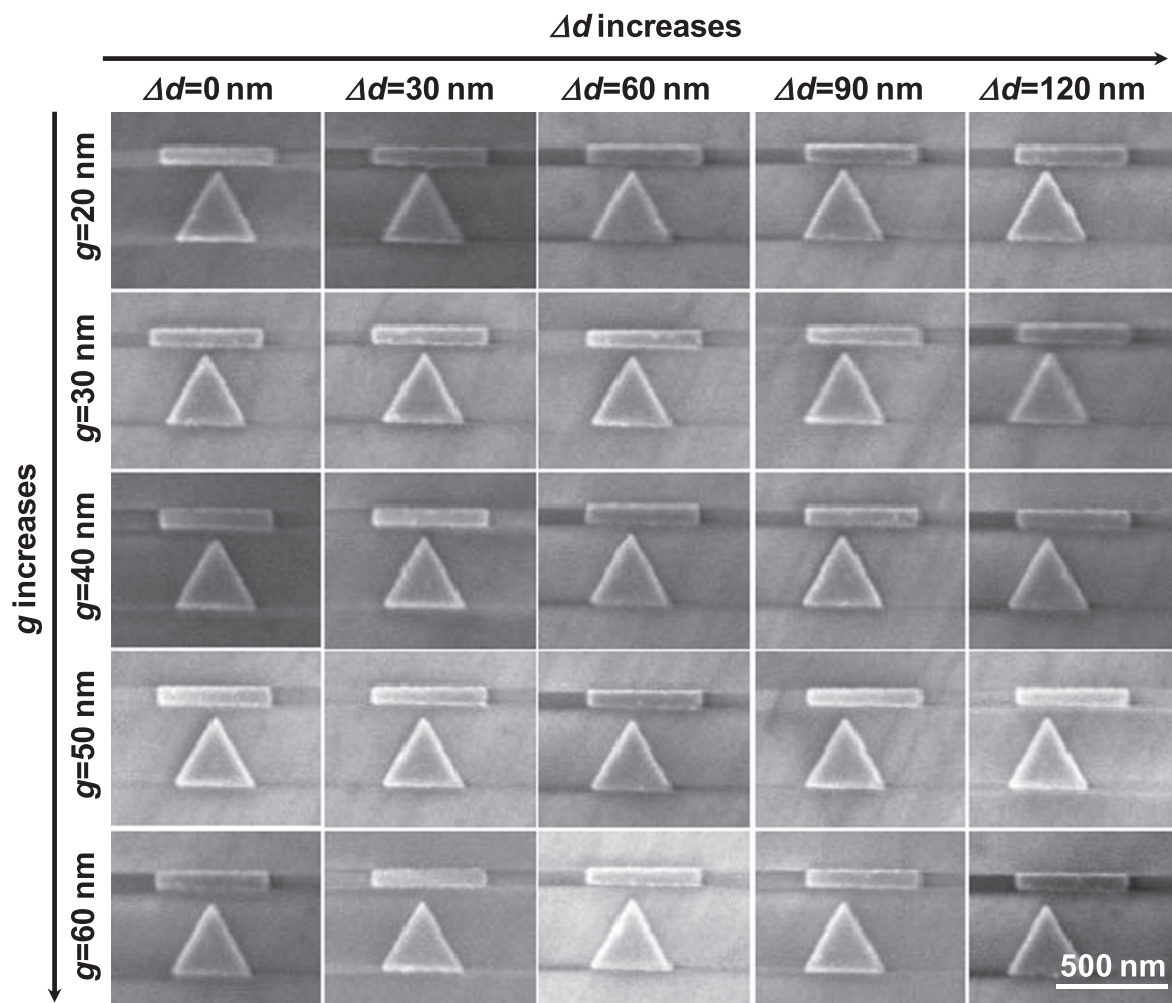 Δd increases
Δd=0 nm
Δd=30 nm
Δd=60 nm
Δd=90 nm
Δd=120 nm
g increases
g=20 nm
g=30 nm
g=40 nm
g=50 nm
g=60 nm
500 nm